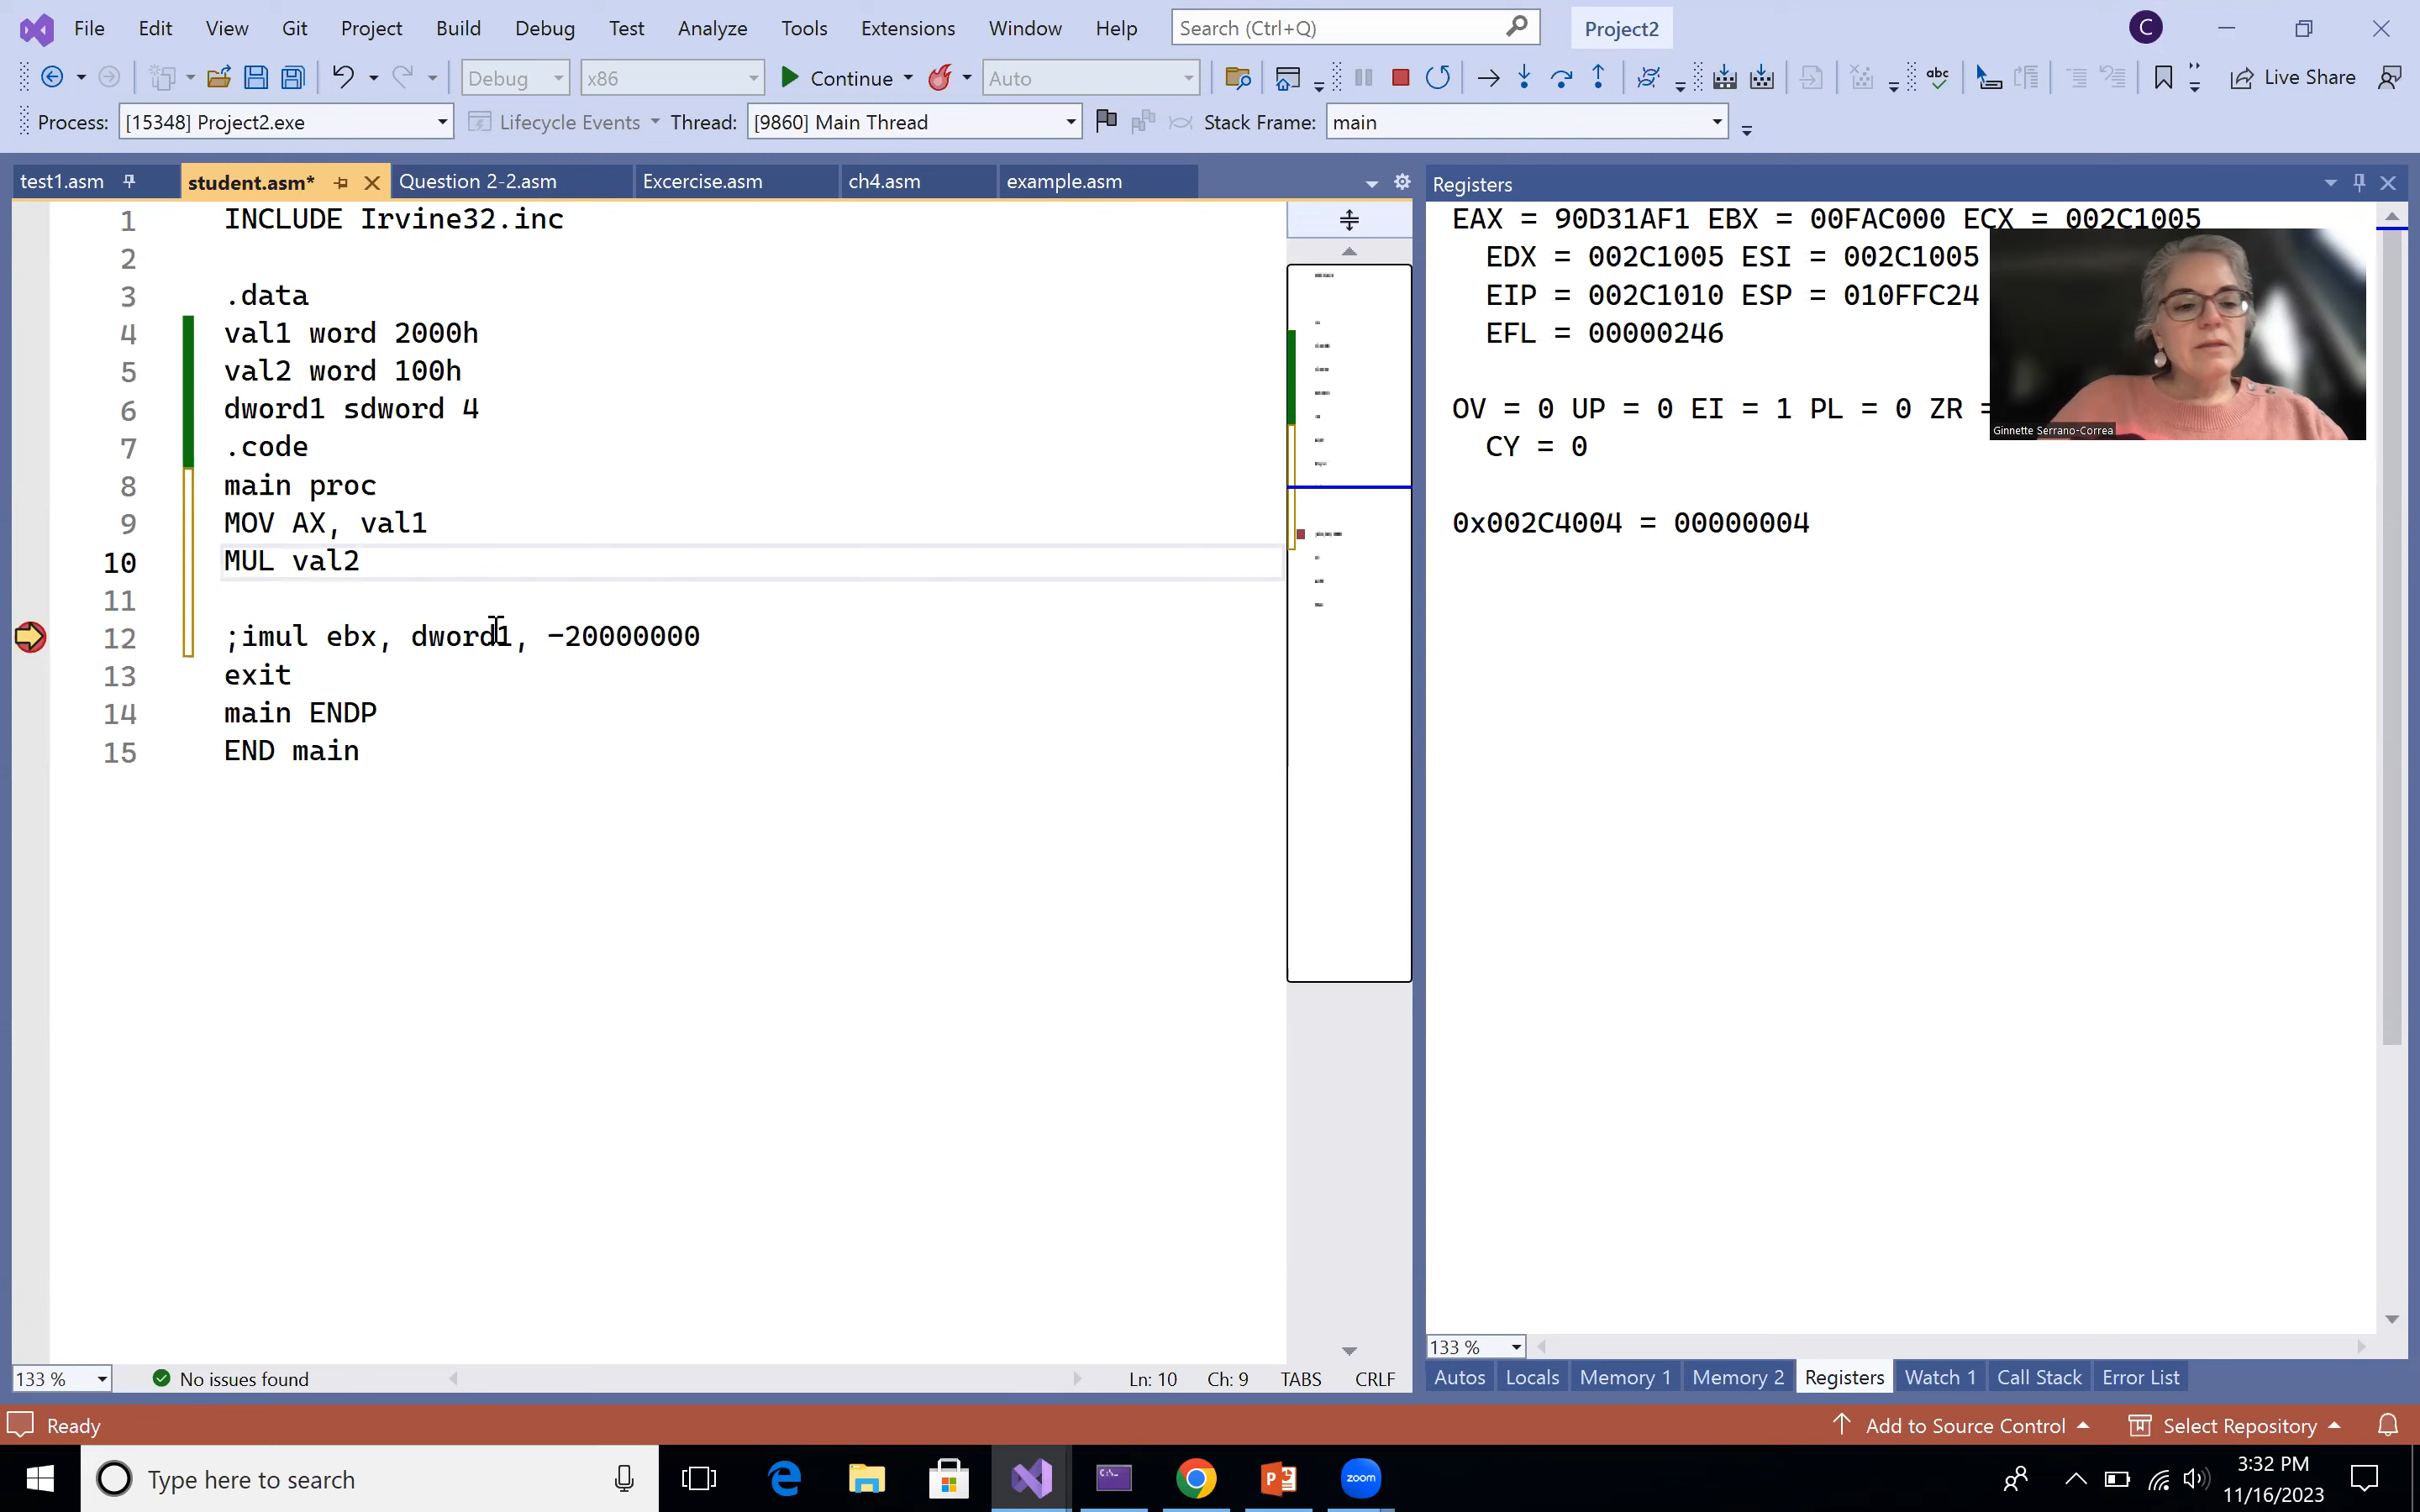 File Edit View Git Project Build Debug Test Analyze Tools Extensions Window Help Search (Ctrl+Q) Project2 C
Debug x86 Continue Auto abc Live Share
Process: [15348] Project2.exe Lifecycle Events Thread: [9860] Main Thread Stack Frame: main
test1.asm student.asm* Question 2-2.asm Excercise.asm ch4.asm example.asm
1 INCLUDE Irvine32.inc
2
3 .data
4 val1 word 2000h
5 val2 word 100h
6 dword1 sdword 4
7 .code
8 main proc
9 MOV AX, val1
10 MUL val2
11
12 ;imul ebx, dword1, -20000000
13 exit
14 main ENDP
15 END main
133 % No issues found Ln: 10 Ch: 9 TABS CRLF
Registers
EAX = 90D31AF1 EBX = 00FAC000 ECX = 002C1005
EDX = 002C1005 ESI = 002C1005
EIP = 002C1010 ESP = 010FFC24
EFL = 00000246
OV = 0 UP = 0 EI = 1 PL = 0 ZR =
CY = 0
0x002C4004 = 00000004
Ginnette Serrano-Correa
133 %
Autos Locals Memory 1 Memory 2 Registers Watch 1 Call Stack Error List
Ready Add to Source Control Select Repository
Type here to search zoom
3:32 PM
11/16/2023